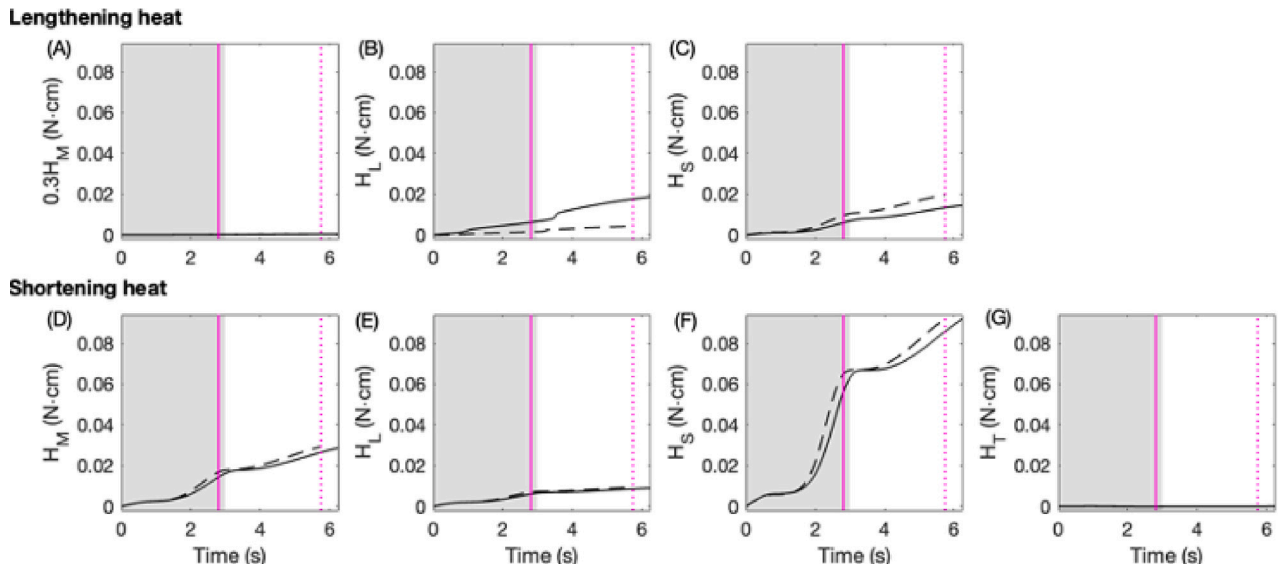 Lengthening heat
(A) (B) (C)
0.08 0.08 0.08
0.06 0.06 0.06
0.04 0.04 0.04
0.02 0.02 0.02
0 0 0
0.3H_M (N·cm) H_L (N·cm) H_S (N·cm)
0 2 4 6 0 2 4 6 0 2 4 6
Shortening heat
(D) (E) (F) (G)
0.08 0.08 0.08 0.08
0.06 0.06 0.06 0.06
0.04 0.04 0.04 0.04
0.02 0.02 0.02 0.02
0 0 0 0
H_M (N·cm) H_L (N·cm) H_S (N·cm) H_T (N·cm)
0 2 4 6 0 2 4 6 0 2 4 6 0 2 4 6
Time (s) Time (s) Time (s) Time (s)